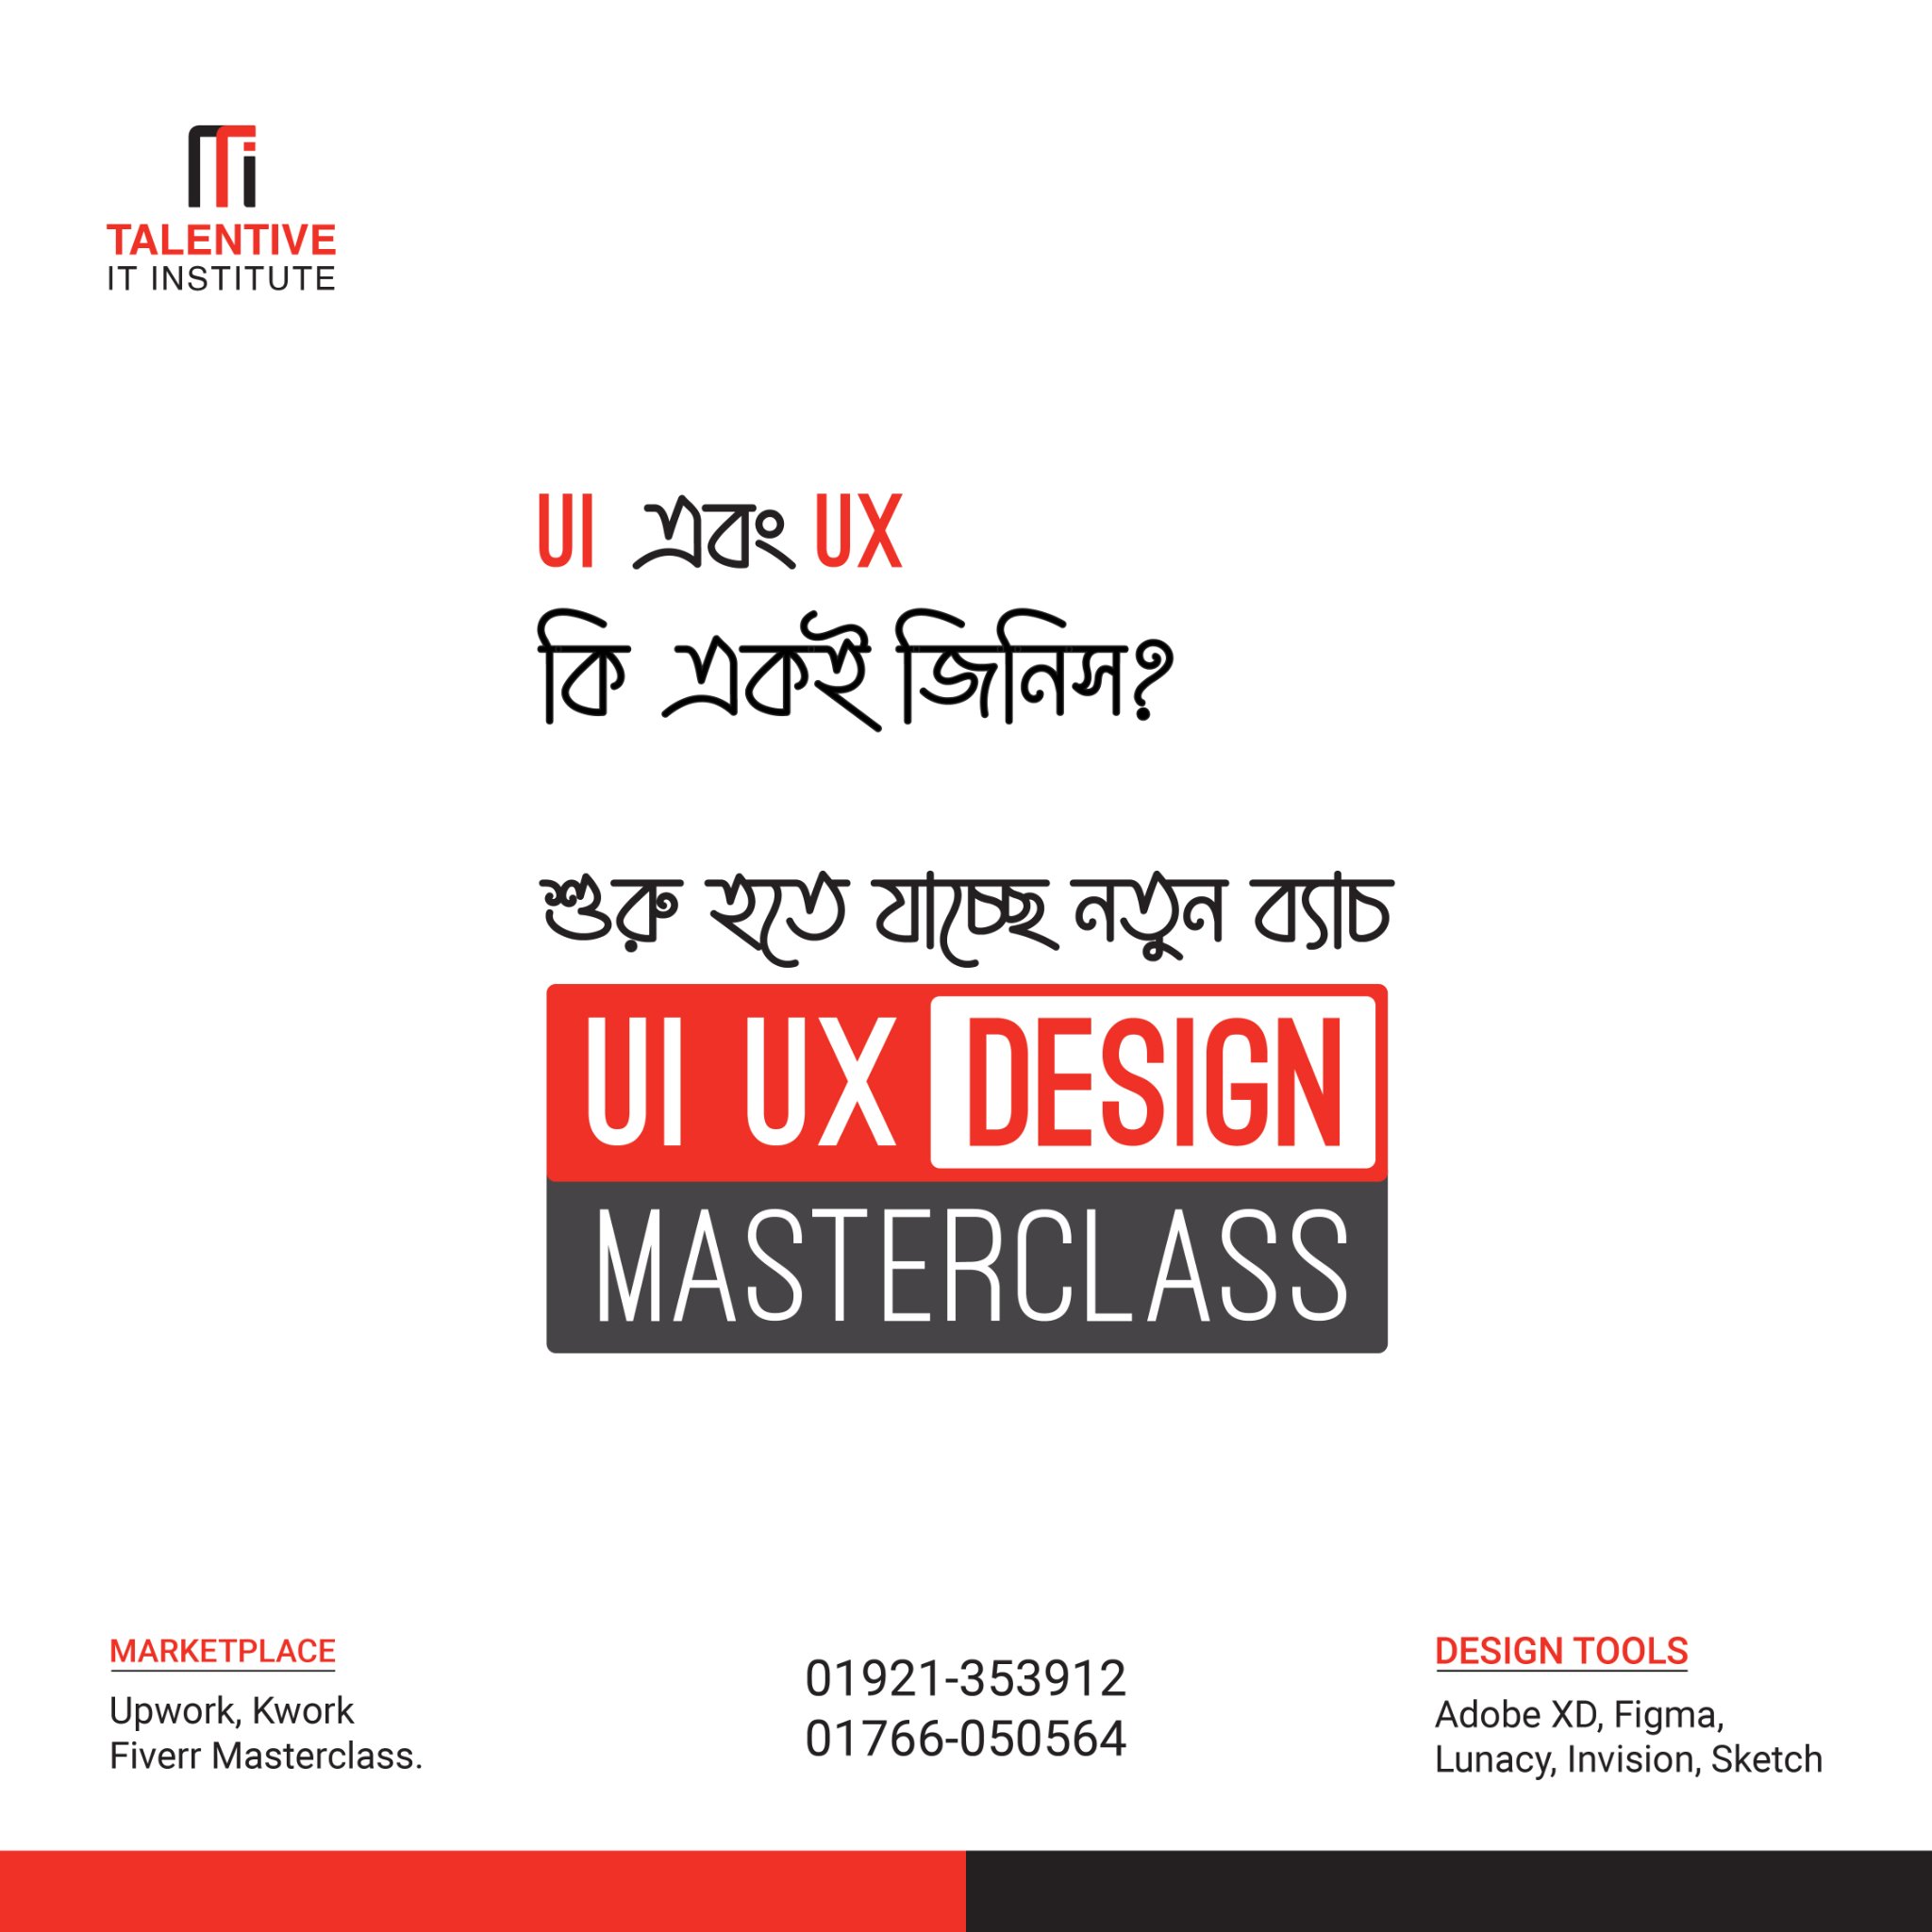 TALENTIVE
IT INSTITUTE
UI এবং UX
কি একই জিনিস?
শুরু হতে যাচ্ছে নতুন ব্যাচ
UI UX DESIGN
MASTERCLASS
MARKETPLACE
Upwork, Kwork
Fiverr Masterclass.
01921-353912
01766-050564
DESIGN TOOLS
Adobe XD, Figma,
Lunacy, Invision, Sketch